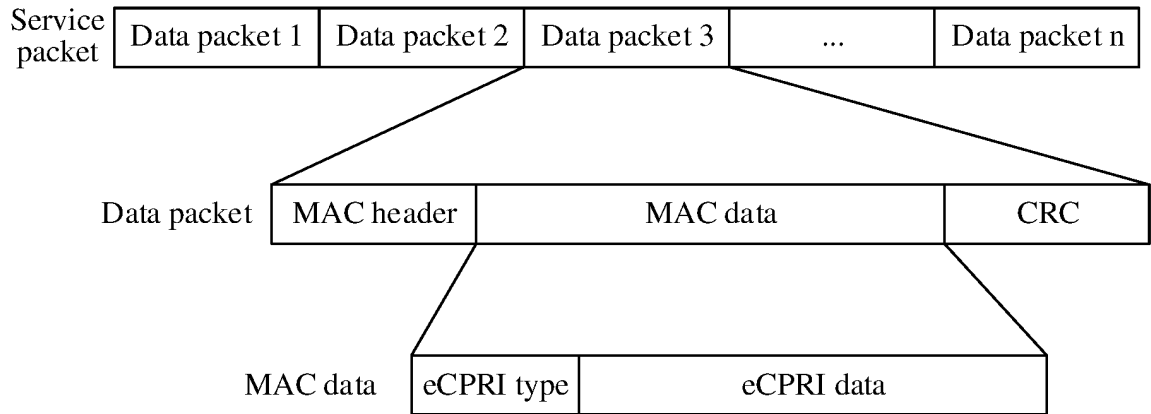 Service
packet
Data packet 1
Data packet 2
Data packet 3
...
Data packet n
Data packet
MAC header
MAC data
CRC
MAC data
eCPRI type
eCPRI data